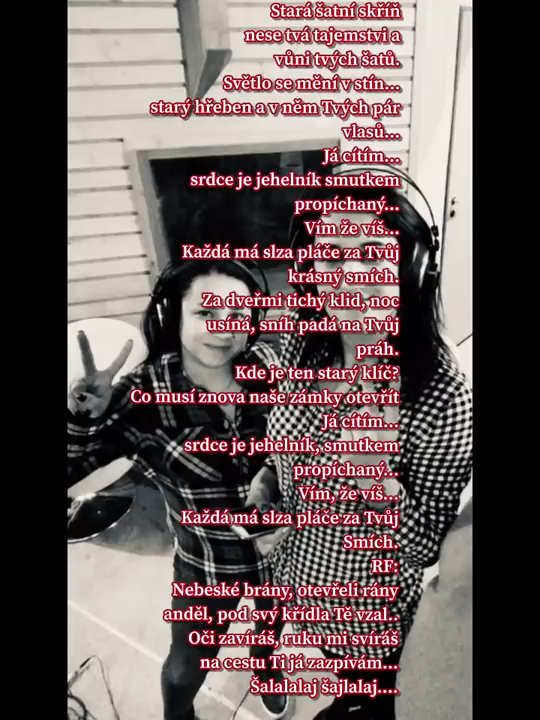 Stará šatní skříň
nese tvá tajemství a
vůni tvých šatů.
Světlo se mění v stín...
starý hřeben a v něm Tvých pár
vlasů...
Já cítím...
srdce je jehelník smutkem
propíchaný...
Vím že víš...
Každá má slza pláče za Tvůj
krásný smích.
Za dveřmi tichý klid, noc
usíná, sníh padá na Tvůj
práh.
Kde je ten starý klíč?
Co musí znova naše zámky otevřít
Já cítím...
srdce je jehelník, smutkem
propíchaný...
Vím, že víš...
Každá má slza pláče za Tvůj
Smích.
RF:
Nebeské brány, otevřeli rány
anděl, pod svý křídla Tě vzal..
Oči zavíráš, ruku mi svíráš
na cestu Ti já zazpívám...
Šalalalaj šajlalaj....